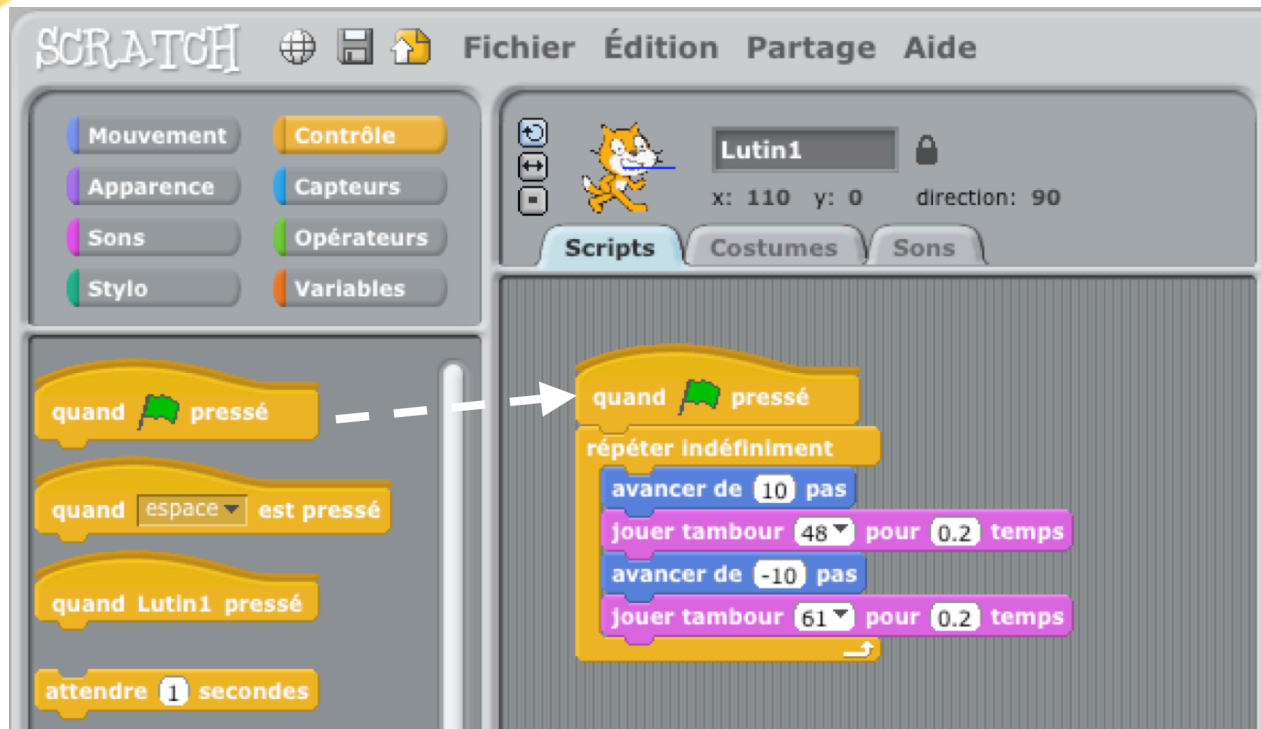 SCRATCH Fichier Édition Partage Aide
Mouvement Contrôle
Apparence Capteurs
Sons Opérateurs
Stylo Variables
Lutin1
x: 110 y: 0 direction: 90
Scripts Costumes Sons
quand pressé
quand espace est pressé
quand Lutin1 pressé
attendre 1 secondes
quand pressé
répéter indéfiniment
avancer de 10 pas
jouer tambour 48 pour 0.2 temps
avancer de -10 pas
jouer tambour 61 pour 0.2 temps